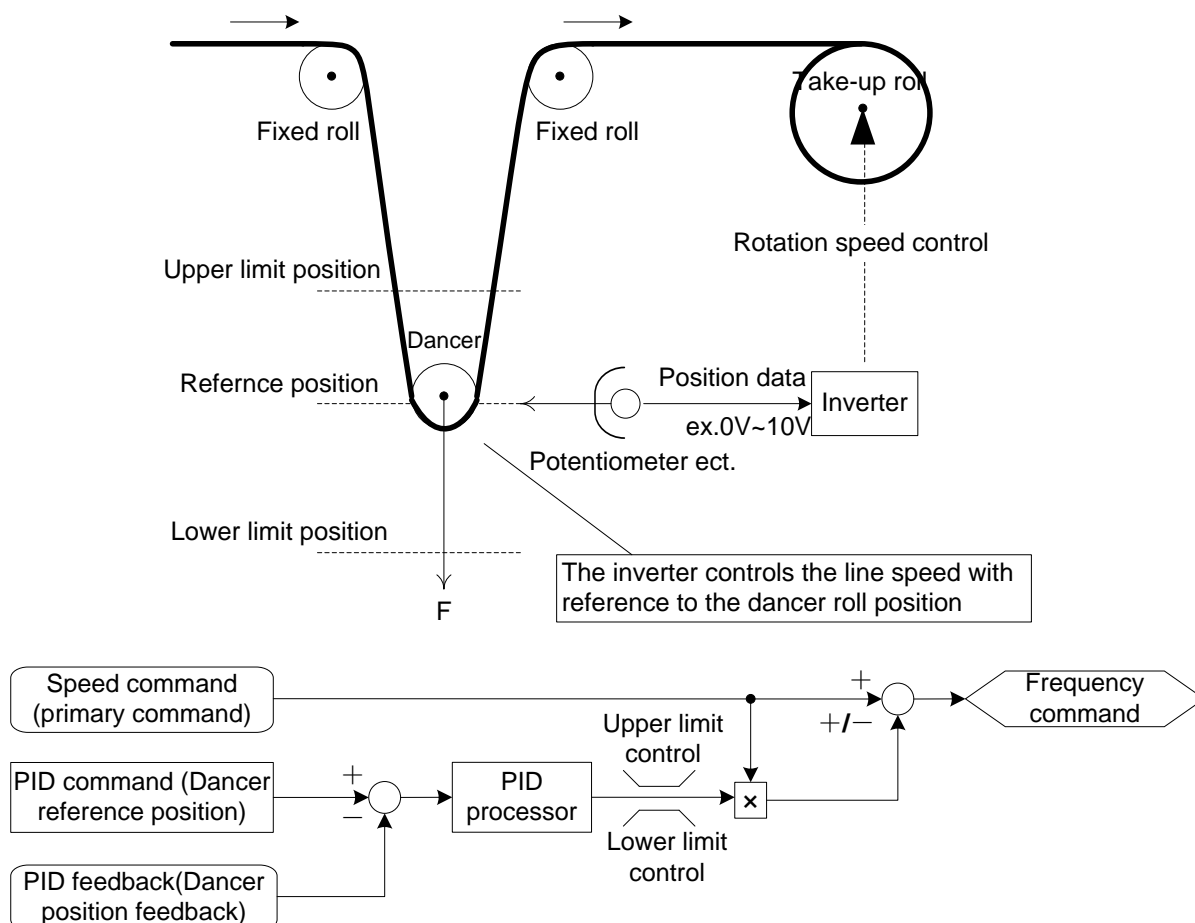 Take-up roll
Fixed roll
Fixed roll
Rotation speed control
Upper limit position
Dancer
Refernce position
Position data
Inverter
ex.0V~10V
Potentiometer ect.
Lower limit position
The inverter controls the line speed with
reference to the dancer roll position
F
Speed command
(primary command)
+
+/−
Frequency
command
Upper limit
control
PID command (Dancer
reference position)
+
−
PID
processor
×
Lower limit
control
PID feedback(Dancer
position feedback)